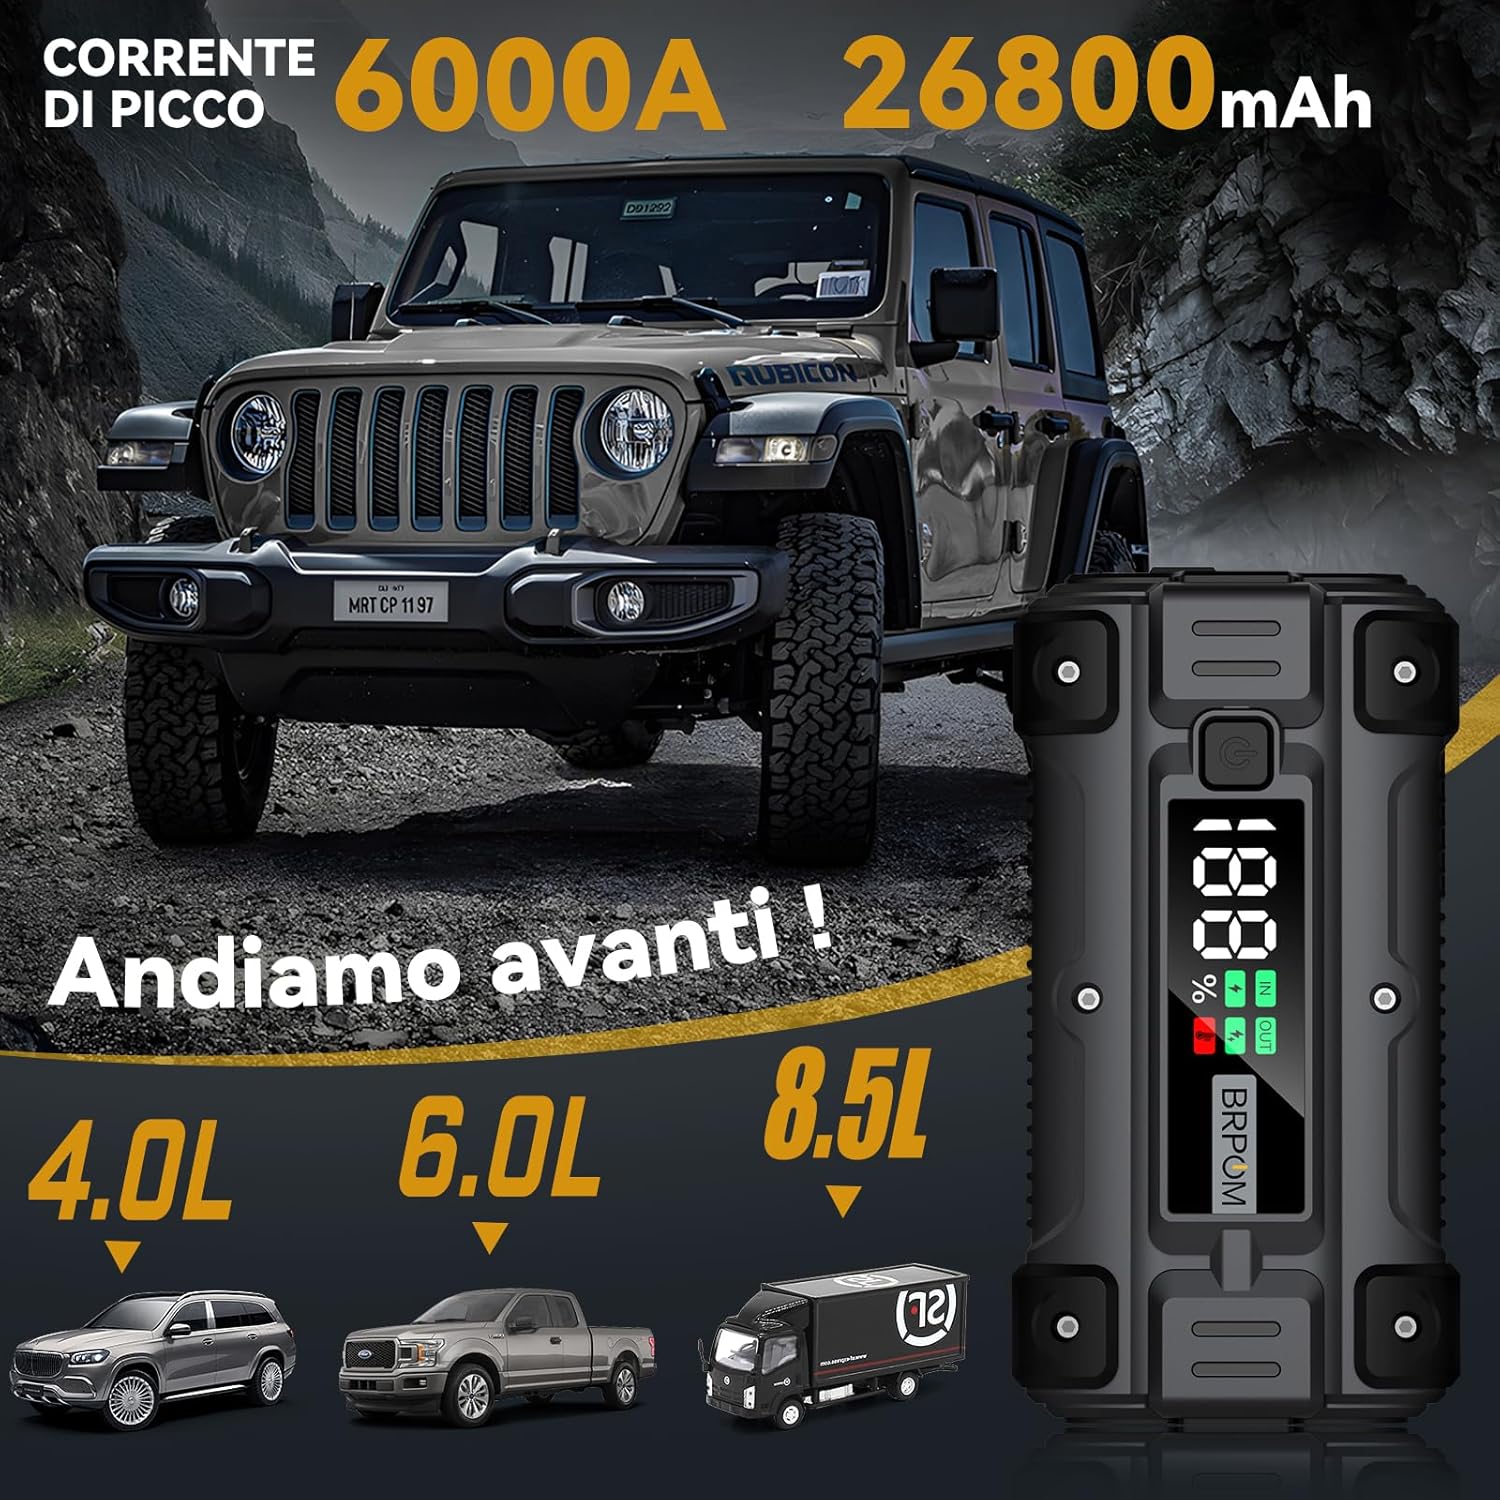 CORRENTE
DI PICCO
6000A
26800mAh
D91292
RUBICON
MRT CP 11 97
Andiamo avanti !
188
%
IN
OUT
BRPOM
4.0L
6.0L
8.5L